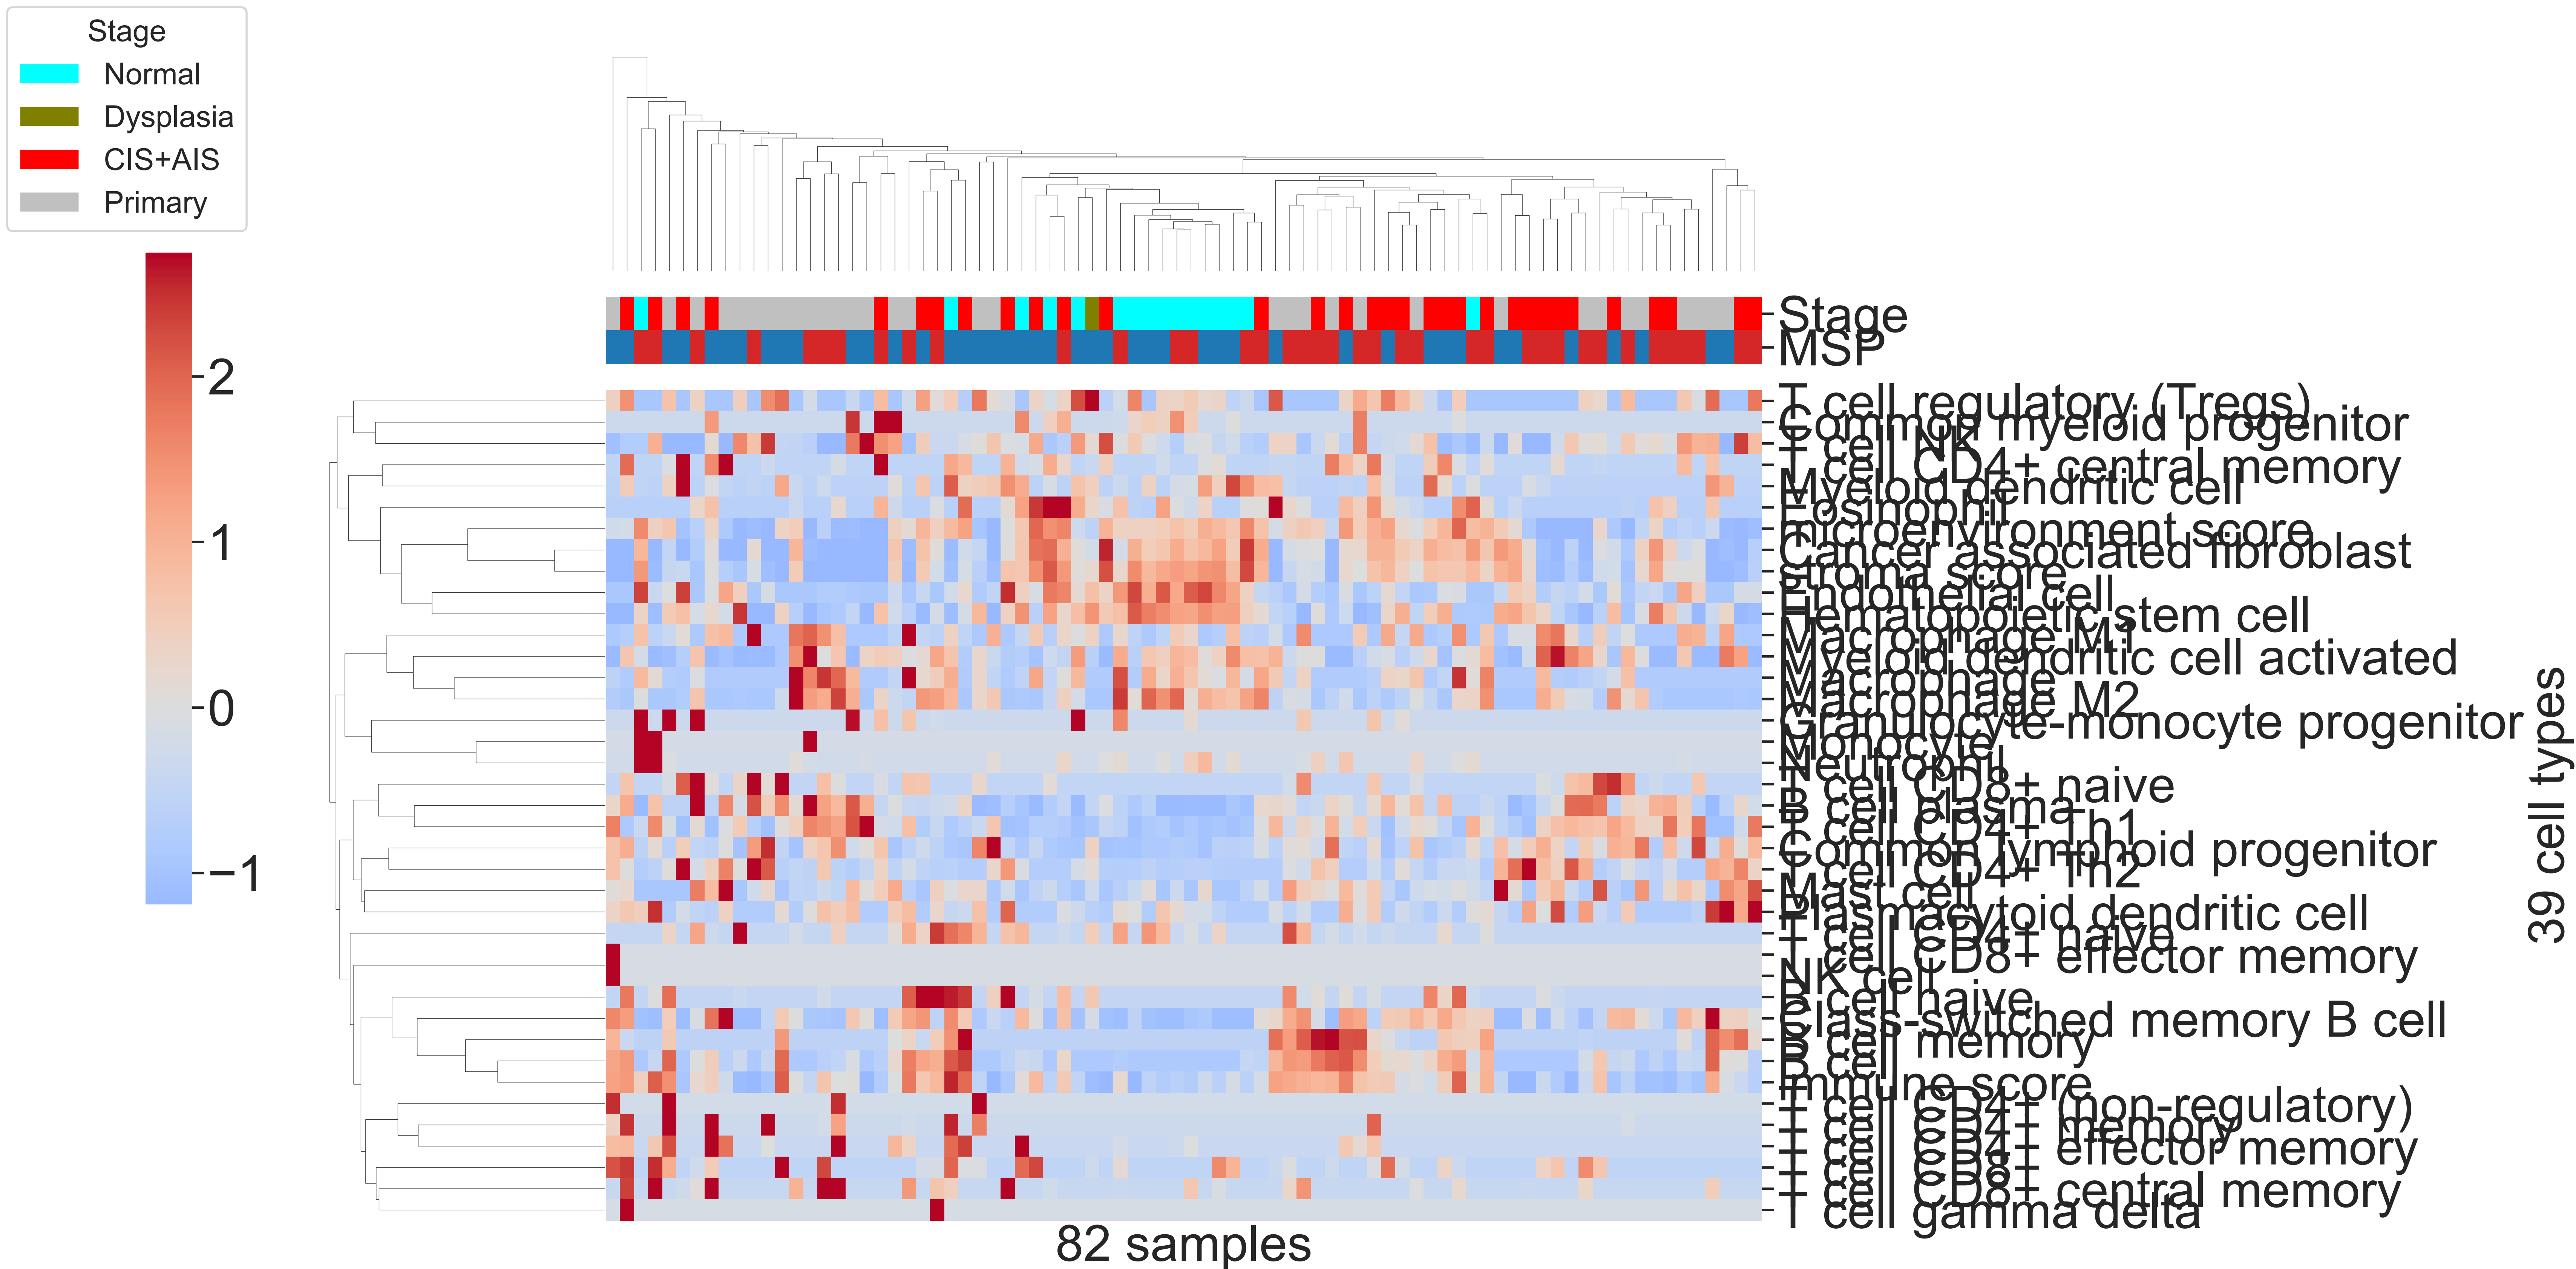 Stage
Normal
Dysplasia
CIS+AIS
Primary
2
1
0
−1
Stage
MSP
T cell regulatory (Tregs)
Common myeloid progenitor
T cell NK
T cell CD4+ central memory
Myeloid dendritic cell
Eosinophil
microenvironment score
Cancer associated fibroblast
stroma score
Endothelial cell
Hematopoietic stem cell
Macrophage M1
Myeloid dendritic cell activated
Macrophage
Macrophage M2
Granulocyte-monocyte progenitor
Monocyte
Neutrophil
T cell CD8+ naive
B cell plasma
T cell CD4+ Th1
Common lymphoid progenitor
T cell CD4+ Th2
Mast cell
Plasmacytoid dendritic cell
T cell CD4+ naive
T cell CD8+ effector memory
NK cell
B cell naive
Class-switched memory B cell
B cell memory
B cell
immune score
T cell CD4+ (non-regulatory)
T cell CD4+ memory
T cell CD4+ effector memory
T cell CD8+
T cell CD8+ central memory
T cell gamma delta
39 cell types
82 samples